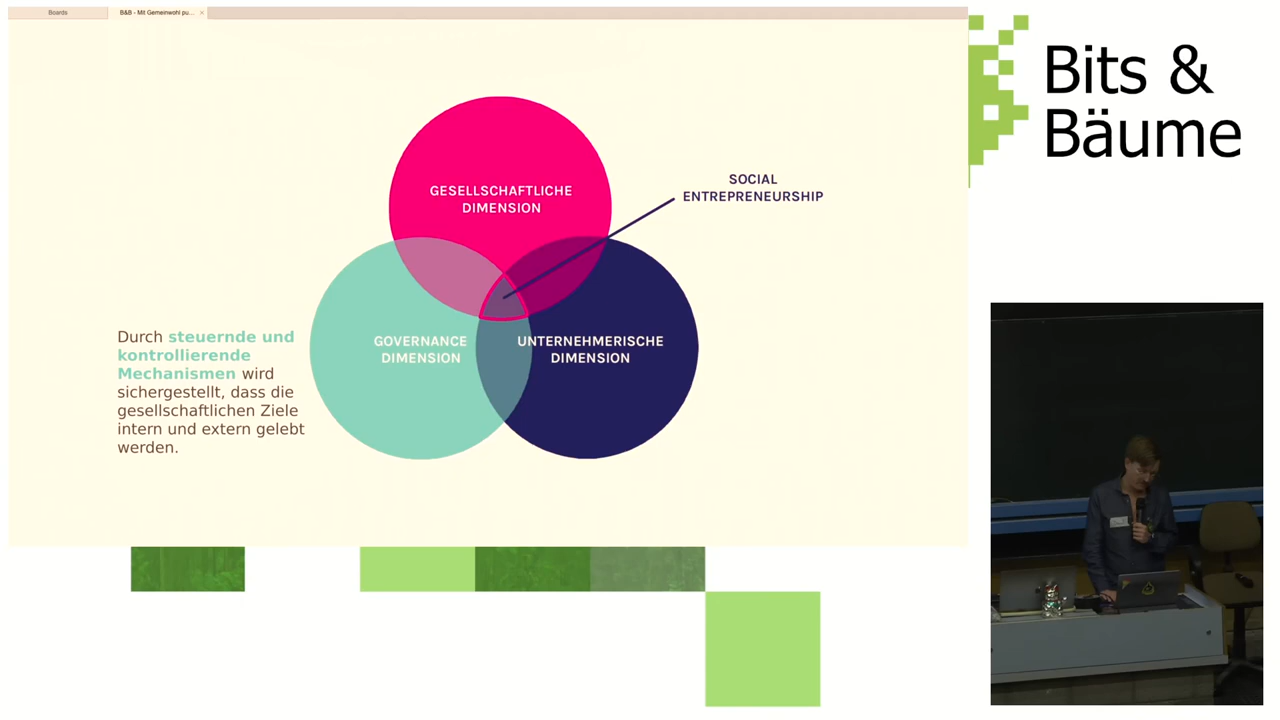 Boards
B&B - Mit Gemeinwohl pu...
Bits &
Bäume
GESELLSCHAFTLICHE
DIMENSION
SOCIAL
ENTREPRENEURSHIP
GOVERNANCE
DIMENSION
UNTERNEHMERISCHE
DIMENSION
Durch steuernde und
kontrollierende
Mechanismen wird
sichergestellt, dass die
gesellschaftlichen Ziele
intern und extern gelebt
werden.